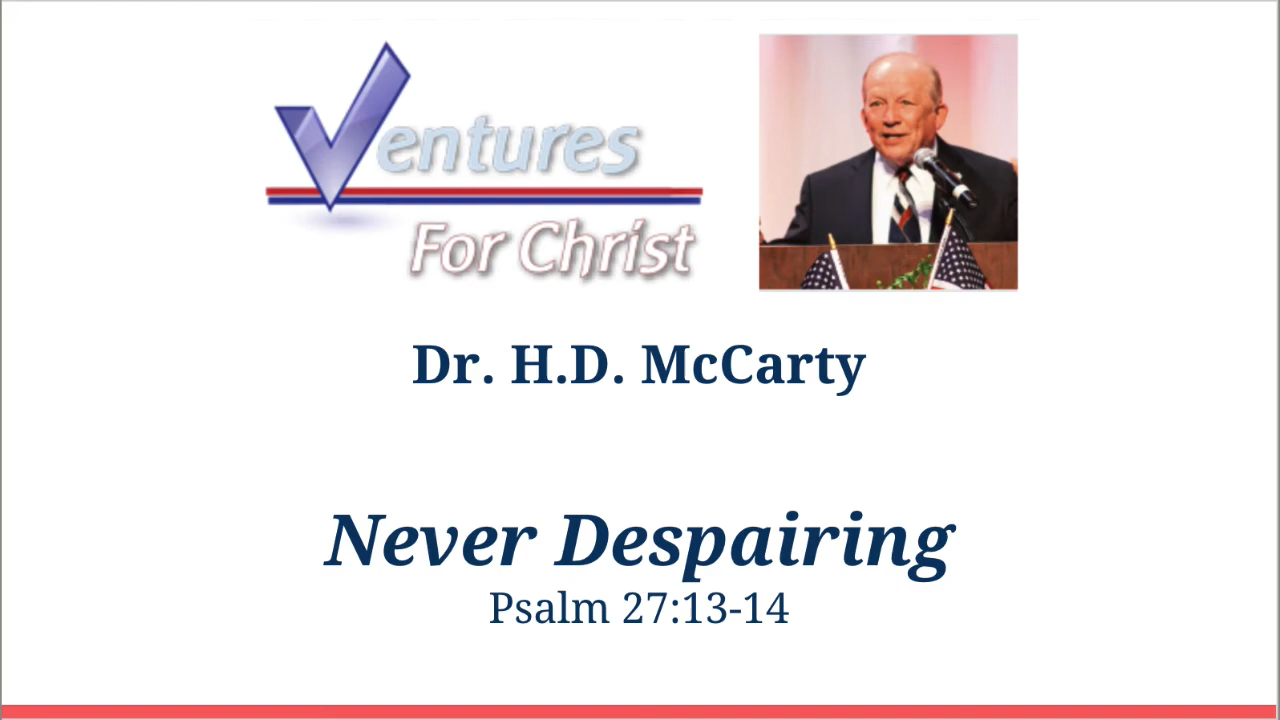 Ventures
For Christ
Dr. H.D. McCarty
Never Despairing
Psalm 27:13-14